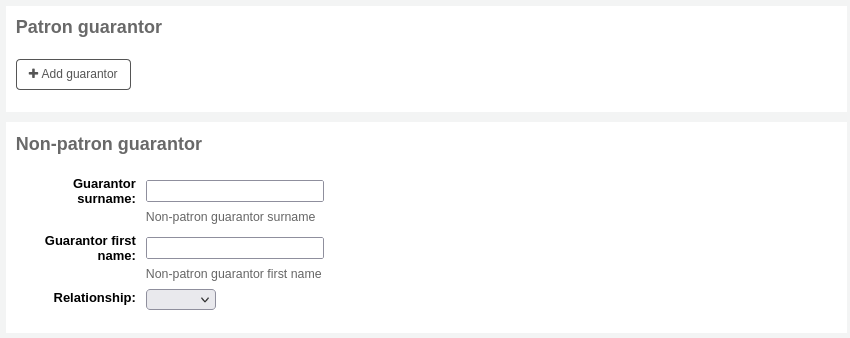 Patron guarantor
Add guarantor
Non-patron guarantor
Guarantor
surname:
Non-patron guarantor surname
Guarantor first
name:
Non-patron guarantor first name
Relationship: